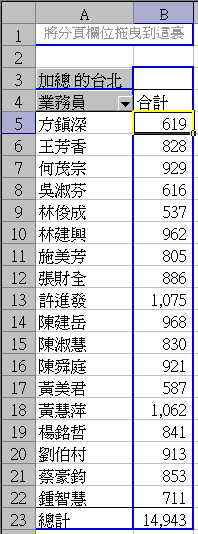 A B
1 將分頁欄位拖曳到這裏
2
3 加總 的台北
4 業務員 合計
5 方鎮深 619
6 王芳香 828
7 何茂宗 929
8 吳淑芬 616
9 林俊成 537
10 林建興 962
11 施美芳 805
12 張財全 886
13 許進發 1,075
14 陳建岳 968
15 陳淑慧 830
16 陳舜庭 921
17 黃美君 587
18 黃慧萍 1,062
19 楊銘哲 841
20 劉伯村 913
21 蔡豪鈞 853
22 鍾智慧 711
23 總計 14,943